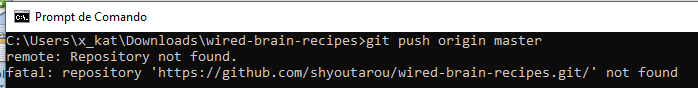 Prompt de Comando
C:\Users\x_kat\Downloads\wired-brain-recipes>git push origin master
remote: Repository not found.
fatal: repository 'https://github.com/shyoutarou/wired-brain-recipes.git/' not found